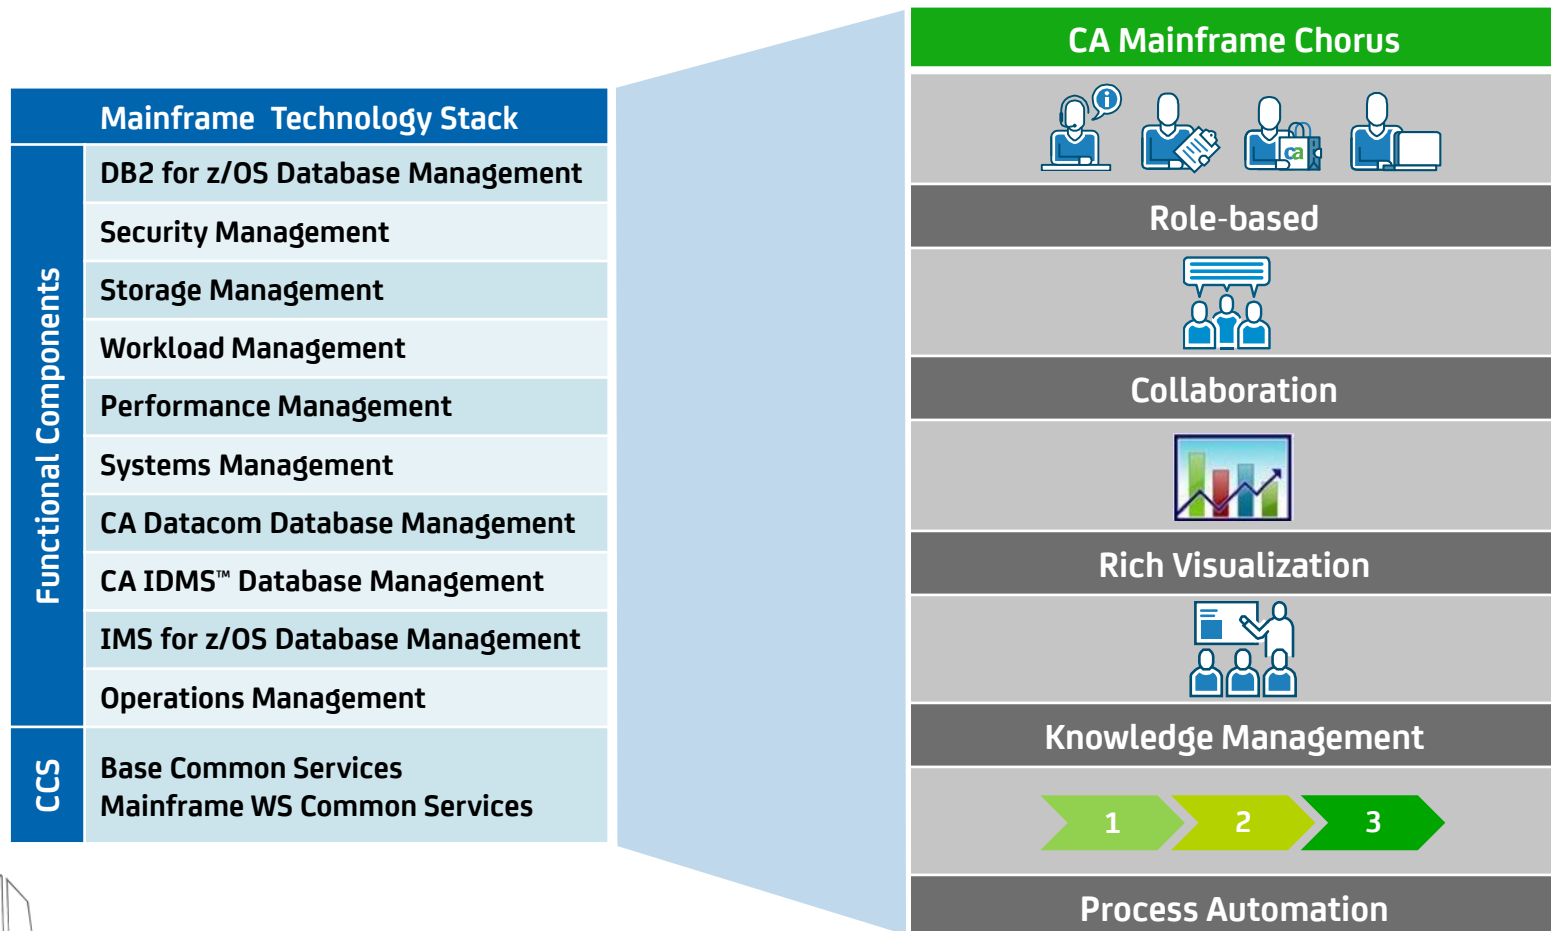 Mainframe Technology Stack
Functional Components
DB2 for z/OS Database Management
Security Management
Storage Management
Workload Management
Performance Management
Systems Management
CA Datacom Database Management
CA IDMS™ Database Management
IMS for z/OS Database Management
Operations Management
CCS
Base Common Services
Mainframe WS Common Services
CA Mainframe Chorus
i
ca
Role-based
Collaboration
Rich Visualization
Knowledge Management
1 2 3
Process Automation